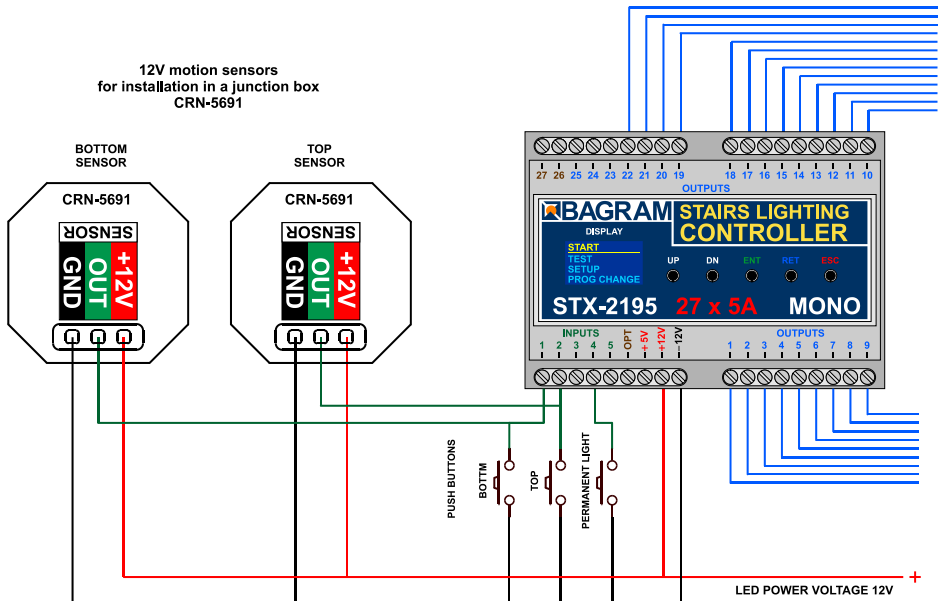 12V motion sensors
for installation in a junction box
CRN-5691
BOTTOM
SENSOR
TOP
SENSOR
CRN-5691
SENSOR
GND
OUT
+12V
CRN-5691
SENSOR
GND
OUT
+12V
27 26 25 24 23 22 21 20 19
18 17 16 15 14 13 12 11 10
OUTPUTS
BAGRAM
STAIRS LIGHTING
CONTROLLER
DISPLAY
START
TEST
SETUP
PROG CHANGE
UP DN ENT RET ESC
STX-2195 27 x 5A MONO
INPUTS
1 2 3 4 5 OPT +5V +12V −12V
OUTPUTS
1 2 3 4 5 6 7 8 9
PUSH BUTTONS
BOTTM
TOP
PERMANENT LIGHT
+
LED POWER VOLTAGE 12V